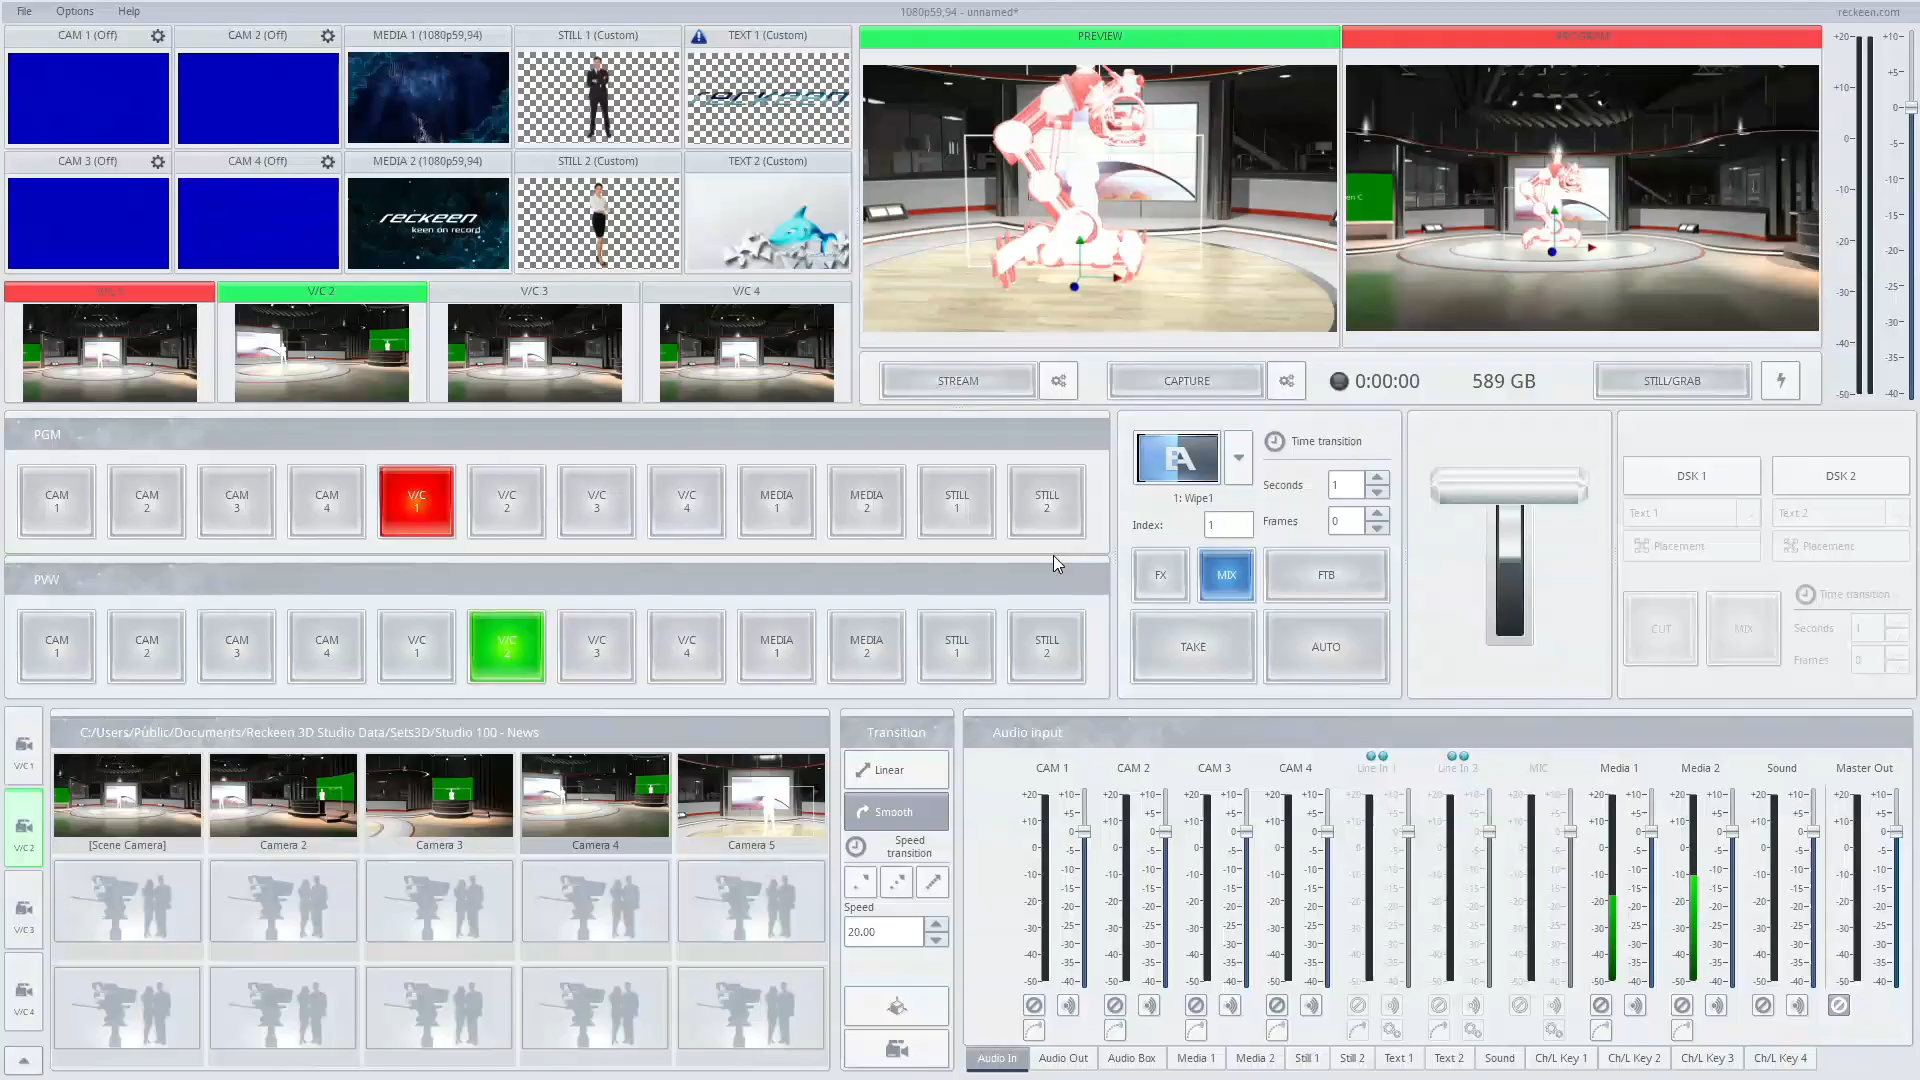 File Options Help 1080p59,94 - unnamed* reckeen.com
CAM 1 (Off) CAM 2 (Off) MEDIA 1 (1080p59,94) STILL 1 (Custom) TEXT 1 (Custom) PREVIEW PROGRAM
reckeen
CAM 3 (Off) CAM 4 (Off) MEDIA 2 (1080p59,94) STILL 2 (Custom) TEXT 2 (Custom)
reckeen
keen on record
V/C 1 V/C 2 V/C 3 V/C 4
STREAM CAPTURE 0:00:00 589 GB STILL/GRAB
PGM
CAM 1 CAM 2 CAM 3 CAM 4 V/C 1 V/C 2 V/C 3 V/C 4 MEDIA 1 MEDIA 2 STILL 1 STILL 2
PVW
CAM 1 CAM 2 CAM 3 CAM 4 V/C 1 V/C 2 V/C 3 V/C 4 MEDIA 1 MEDIA 2 STILL 1 STILL 2
Time transition
1: Wipe1
Seconds 1
Index: 1
Frames 0
FX MIX FTB
TAKE AUTO
DSK 1 DSK 2
Text 1 Text 2
Placement Placement
Time transition
CUT MIX
Seconds 1
Frames 0
V/C 1
V/C 2
V/C 3
V/C 4
C:/Users/Public/Documents/Reckeen 3D Studio Data/Sets3D/Studio 100 - News
[Scene Camera] Camera 2 Camera 3 Camera 4 Camera 5
Transition
Linear
Smooth
Speed
transition
Speed
20.00
Audio input
CAM 1 CAM 2 CAM 3 CAM 4 Line In 1 Line In 2 MIC Media 1 Media 2 Sound Master Out
Audio In Audio Out Audio Box Media 1 Media 2 Still 1 Still 2 Text 1 Text 2 Sound Ch/L Key 1 Ch/L Key 2 Ch/L Key 3 Ch/L Key 4